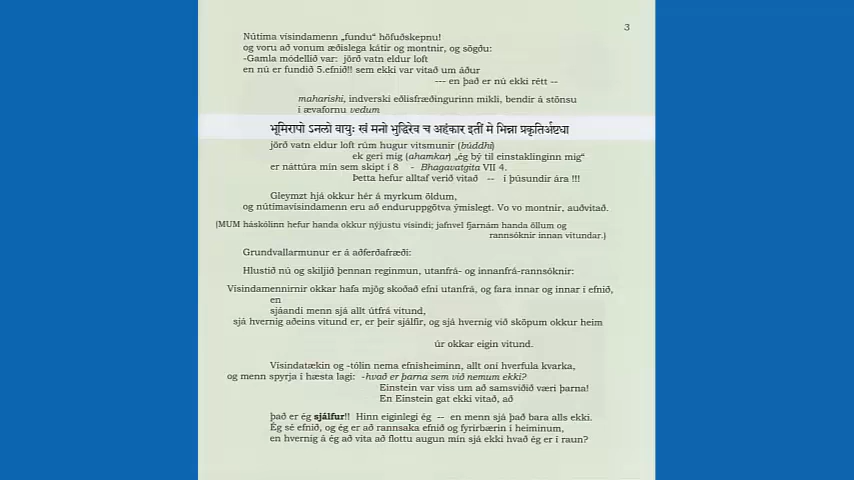 3
Nútíma vísindamenn „fundu“ höfuðskepnu!
og voru að vonum æðislega kátir og montnir, og sögðu:
-Gamla módellið var: jörð vatn eldur loft
en nú er fundið 5.efnið!! sem ekki var vitað um áður
--- en það er nú ekki rétt --
maharishi, indverski eðlisfræðingurinn mikli, bendir á stönsu
í ævafornu vedum
भूमिरापो ऽनलो वायुः खं मनो भुद्धिरेव च अहंकार इतीं मे भिन्ना प्रकृतिर्अष्टधा
jörð vatn eldur loft rúm hugur vitsmunir (búddhi)
ek geri mig (ahamkar) „ég bý til einstaklinginn mig“
er náttúra mín sem skipt í 8 - Bhagavatgita VII 4.
Þetta hefur alltaf verið vitað -- í þúsundir ára !!!
Gleymzt hjá okkur hér á myrkum öldum,
og nútímavísindamenn eru að enduruppgötva ýmislegt. Vo vo montnir, auðvitað.
(MUM háskólinn hefur handa okkur nýjustu vísindi; jafnvel fjarnám handa öllum og
rannsóknir innan vitundar.)
Grundvallarmunur er á aðferðafræði:
Hlustið nú og skiljið þennan reginmun, utanfrá- og innanfrá-rannsóknir:
Vísindamennirnir okkar hafa mjög skoðað efni utanfrá, og fara innar og innar í efnið,
en
sjáandi menn sjá allt útfrá vitund,
sjá hvernig aðeins vitund er, er þeir sjálfir, og sjá hvernig við sköpum okkur heim
úr okkar eigin vitund.
Vísindatækin og -tólin nema efnisheiminn, allt oní hverfula kvarka,
og menn spyrja í hæsta lagi: -hvað er þarna sem við nemum ekki?
Einstein var viss um að samsviðið væri þarna!
En Einstein gat ekki vitað, að
það er ég sjálfur!! Hinn eiginlegi ég -- en menn sjá það bara alls ekki.
Ég sé efnið, og ég er að rannsaka efnið og fyrirbærin í heiminum,
en hvernig á ég að vita að flottu augun mín sjá ekki hvað ég er í raun?